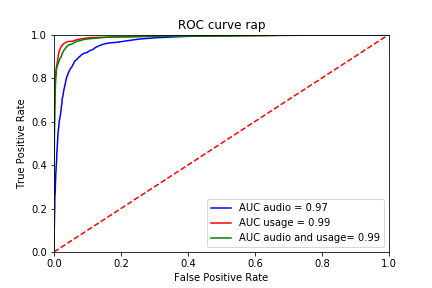 ROC curve rap
True Positive Rate
1.0
0.8
0.6
0.4
0.2
0.0
AUC audio = 0.97
AUC usage = 0.99
AUC audio and usage= 0.99
0.0 0.2 0.4 0.6 0.8 1.0
False Positive Rate